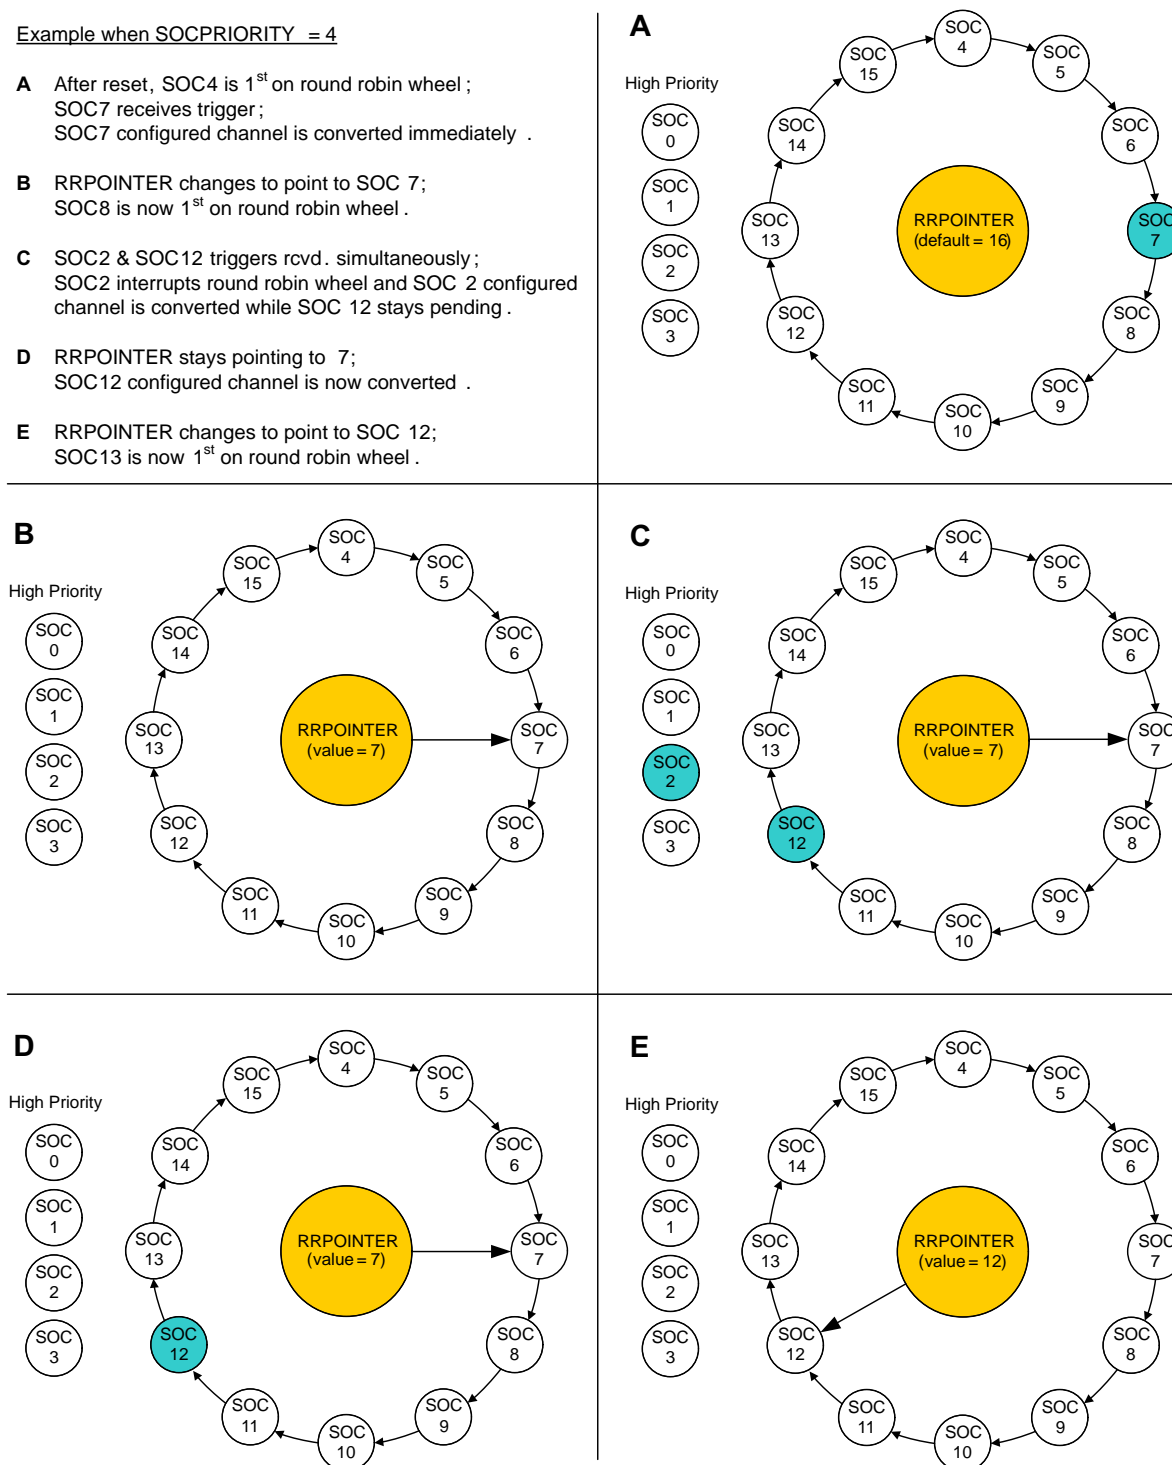 Example when SOCPRIORITY = 4
A After reset, SOC4 is 1st on round robin wheel;
SOC7 receives trigger;
SOC7 configured channel is converted immediately .
B RRPOINTER changes to point to SOC 7;
SOC8 is now 1st on round robin wheel .
C SOC2 & SOC12 triggers rcvd. simultaneously;
SOC2 interrupts round robin wheel and SOC 2 configured
channel is converted while SOC 12 stays pending .
D RRPOINTER stays pointing to 7;
SOC12 configured channel is now converted .
E RRPOINTER changes to point to SOC 12;
SOC13 is now 1st on round robin wheel .
A
High Priority
SOC
0
SOC
1
SOC
2
SOC
3
SOC
4
SOC
5
SOC
6
SOC
7
SOC
8
SOC
9
SOC
10
SOC
11
SOC
12
SOC
13
SOC
14
SOC
15
RRPOINTER
(default = 16)
B
High Priority
SOC
0
SOC
1
SOC
2
SOC
3
SOC
4
SOC
5
SOC
6
SOC
7
SOC
8
SOC
9
SOC
10
SOC
11
SOC
12
SOC
13
SOC
14
SOC
15
RRPOINTER
(value = 7)
C
High Priority
SOC
0
SOC
1
SOC
2
SOC
3
SOC
4
SOC
5
SOC
6
SOC
7
SOC
8
SOC
9
SOC
10
SOC
11
SOC
12
SOC
13
SOC
14
SOC
15
RRPOINTER
(value = 7)
D
High Priority
SOC
0
SOC
1
SOC
2
SOC
3
SOC
4
SOC
5
SOC
6
SOC
7
SOC
8
SOC
9
SOC
10
SOC
11
SOC
12
SOC
13
SOC
14
SOC
15
RRPOINTER
(value = 7)
E
High Priority
SOC
0
SOC
1
SOC
2
SOC
3
SOC
4
SOC
5
SOC
6
SOC
7
SOC
8
SOC
9
SOC
10
SOC
11
SOC
12
SOC
13
SOC
14
SOC
15
RRPOINTER
(value = 12)